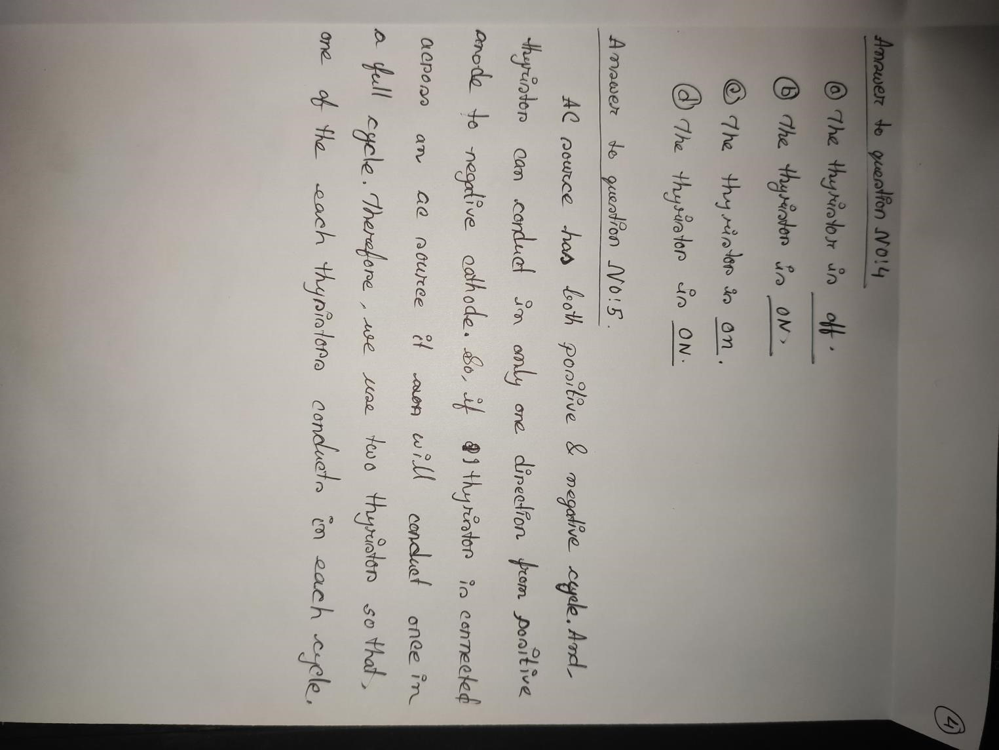 4
Answer to question NO:4
(a) The thyristor is off.
(b) The thyristor is ON.
(c) The thyristor is on.
(d) The thyristor is ON.
Answer to question NO:5.
AC source has both positive & negative cycle. And
thyristor can conduct in only one direction from positive
anode to negative cathode. So, if thyristor is connected
across an ac source it will conduct once in
a full cycle. Therefore, we use two thyristor so that,
one of the each thyristors conducts in each cycle.